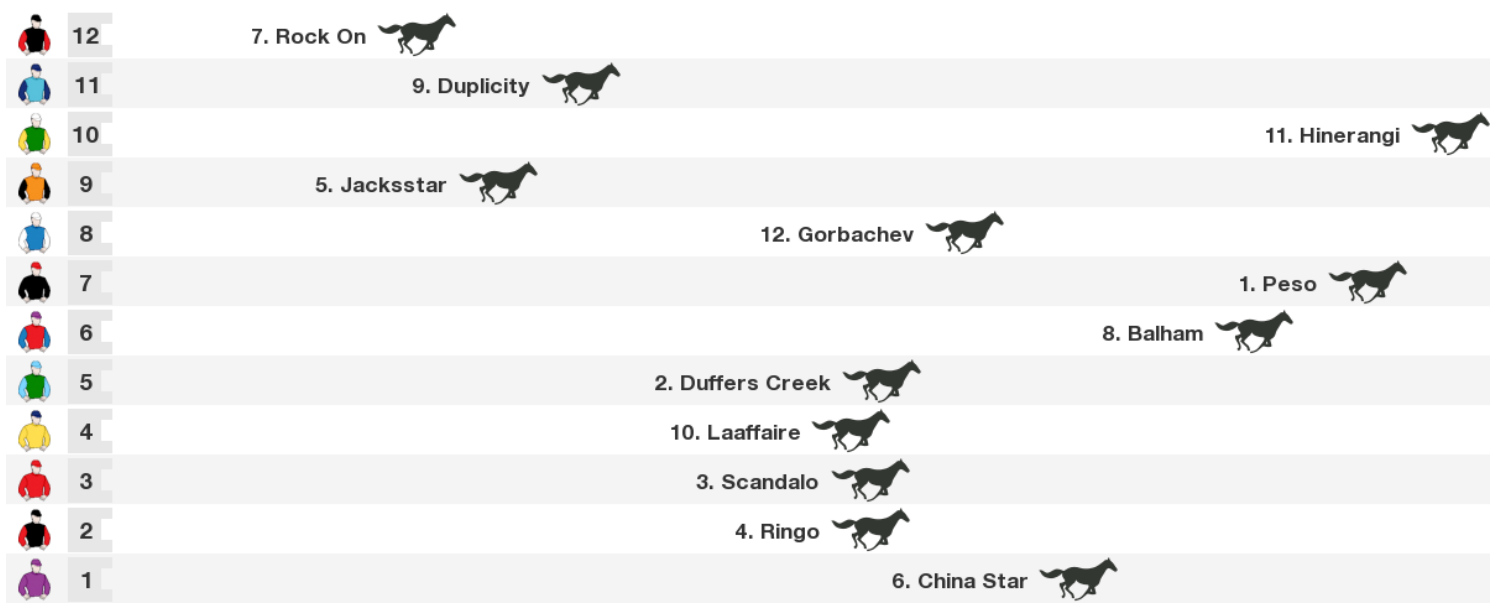 12 7. Rock On
11 9. Duplicity
10 11. Hinerangi
9 5. Jacksstar
8 12. Gorbachev
7 1. Peso
6 8. Balham
5 2. Duffers Creek
4 10. Laaffaire
3 3. Scandalo
2 4. Ringo
1 6. China Star